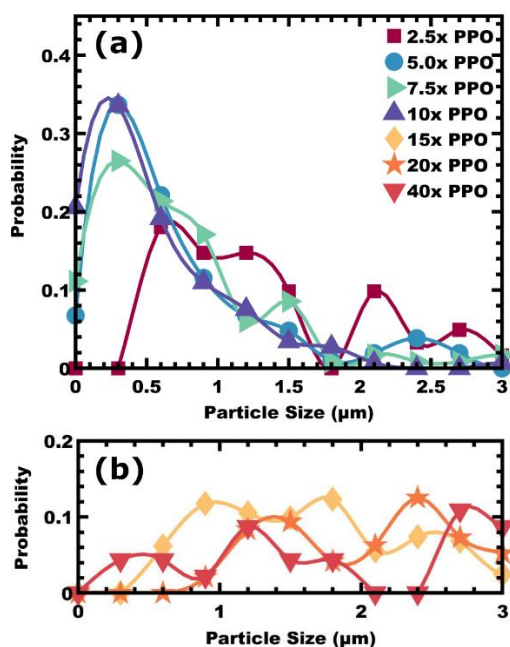 (a)
2.5x PPO
5.0x PPO
7.5x PPO
10x PPO
15x PPO
20x PPO
40x PPO
Probability
0.4
0.3
0.2
0.1
0
0 0.5 1 1.5 2 2.5 3
Particle Size (µm)
(b)
Probability
0.2
0.1
0
0 1 2 3
Particle Size (µm)